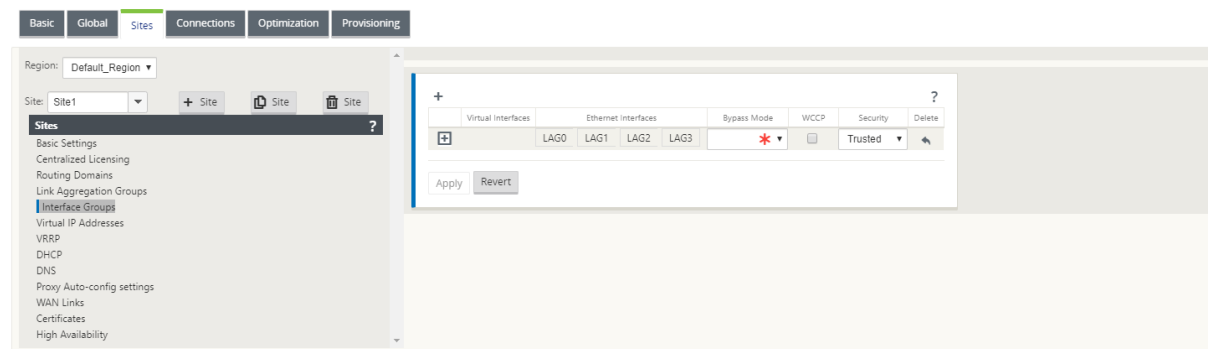 Basic Global Sites Connections Optimization Provisioning
Region: Default_Region
Site: Site1 + Site Site Site
Sites ?
Basic Settings
Centralized Licensing
Routing Domains
Link Aggregation Groups
Interface Groups
Virtual IP Addresses
VRRP
DHCP
DNS
Proxy Auto-config settings
WAN Links
Certificates
High Availability
+ ?
Virtual Interfaces Ethernet Interfaces Bypass Mode WCCP Security Delete
+ LAG0 LAG1 LAG2 LAG3 * Trusted
Apply Revert